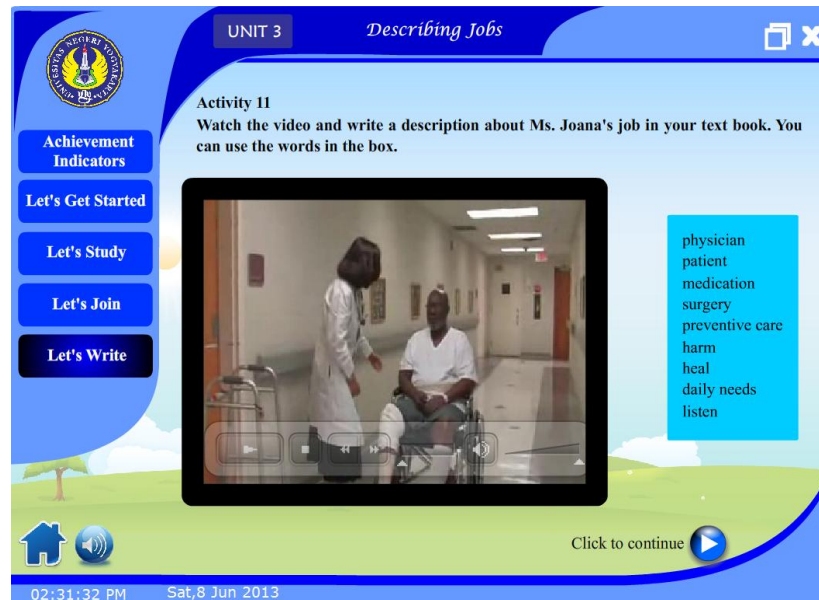 UNIT 3
Describing Jobs
UNIVERSITAS NEGERI YOGYAKARTA
Activity 11
Watch the video and write a description about Ms. Joana's job in your text book. You
can use the words in the box.
Achievement
Indicators
Let's Get Started
Let's Study
Let's Join
Let's Write
physician
patient
medication
surgery
preventive care
harm
heal
daily needs
listen
Click to continue
02:31:32 PM
Sat,8 Jun 2013